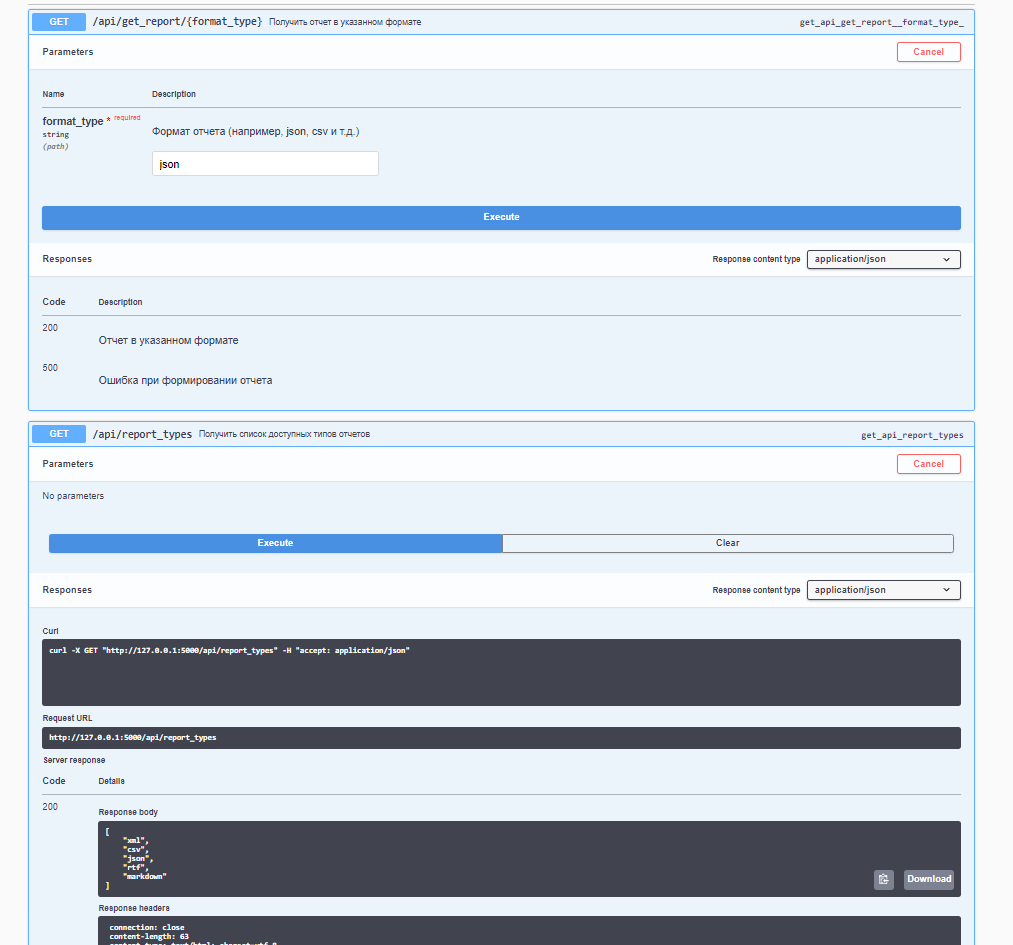 GET /api/get_report/{format_type} Получить отчет в указанном формате get_api_get_report__format_type_
Parameters Cancel
Name Description
format_type * required
string
(path)
Формат отчета (например, json, csv и т.д.)
json
Execute
Responses Response content type application/json
Code Description
200
Отчет в указанном формате
500
Ошибка при формировании отчета
GET /api/report_types Получить список доступных типов отчетов get_api_report_types
Parameters Cancel
No parameters
Execute Clear
Responses Response content type application/json
Curl
curl -X GET "http://127.0.0.1:5000/api/report_types" -H "accept: application/json"
Request URL
http://127.0.0.1:5000/api/report_types
Server response
Code Details
200
Response body
[
"xml",
"csv",
"json",
"rtf",
"markdown"
]
Download
Response headers
connection: close
content-length: 63